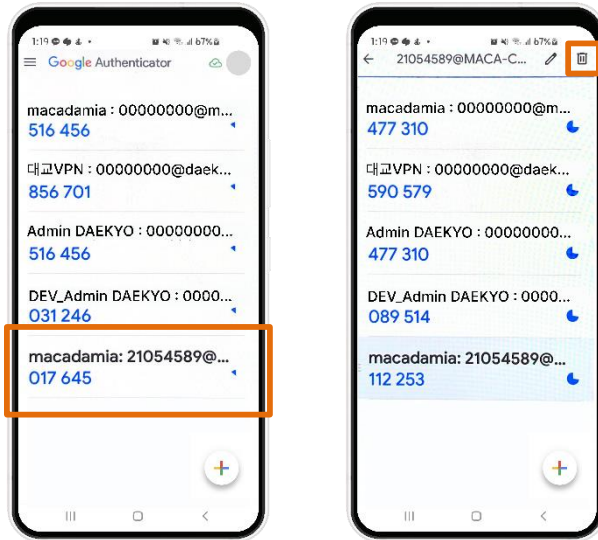 1:19
67%
Google Authenticator
macadamia : 00000000@m...
516 456
대교VPN : 00000000@daek...
856 701
Admin DAEKYO : 00000000...
516 456
DEV_Admin DAEKYO : 0000...
031 246
macadamia: 21054589@...
017 645
1:19
67%
21054589@MACA-C...
macadamia : 00000000@m...
477 310
대교VPN : 00000000@daek...
590 579
Admin DAEKYO : 00000000...
477 310
DEV_Admin DAEKYO : 0000...
089 514
macadamia: 21054589@...
112 253